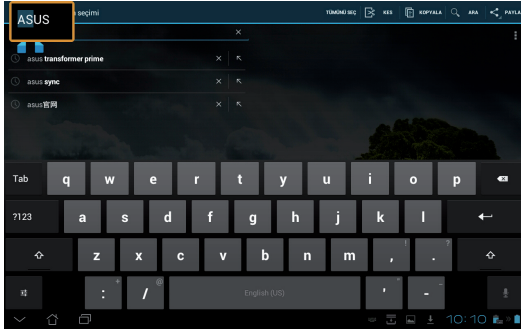 ASUS
seçimi TÜMÜNÜ SEÇ KES KOPYALA ARA PAYLA
asus transformer prime
asus sync
asus官网
Tab q w e r t y u i o p
?123 a s d f g h j k l
z x c v b n m , ! . ?
: + / @ English (US) ' " - _
10:10